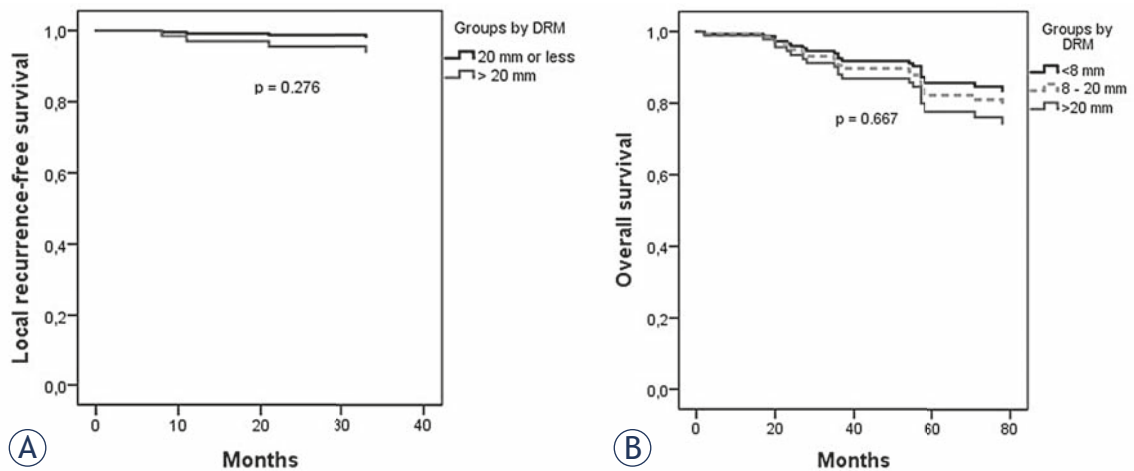 Local recurrence-free survival
1,0
0,8
0,6
0,4
0,2
0,0
0
10
20
30
40
Months
p = 0.276
Groups by DRM
20 mm or less
> 20 mm
A
Overall survival
1,0
0,8
0,6
0,4
0,2
0,0
0
20
40
60
80
Months
p = 0.667
Groups by
DRM
<8 mm
8 - 20 mm
>20 mm
B